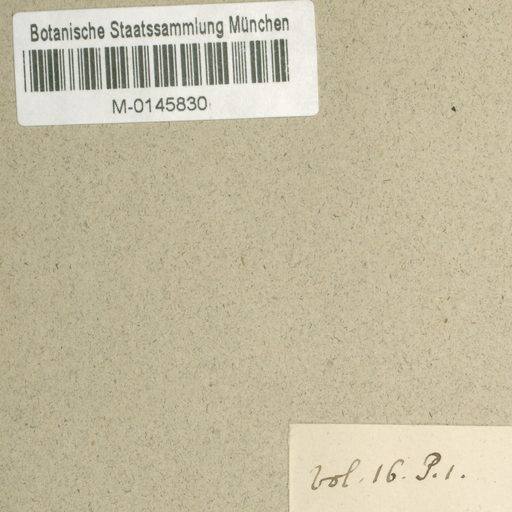 Botanische Staatssammlung München
M-0145830
vol. 16. P. 1.